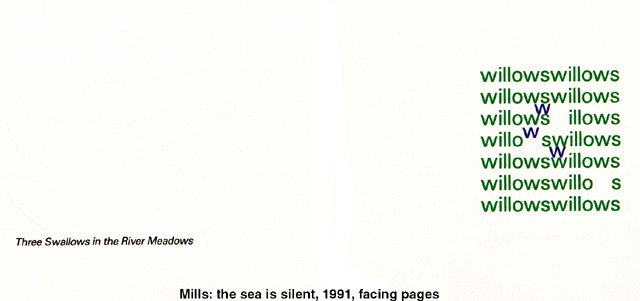 willowswillows
willowswillows
w
willows illows
w
willo swillows
w
willowswillows
willowswillo s
willowswillows
Three Swallows in the River Meadows
Mills: the sea is silent, 1991, facing pages